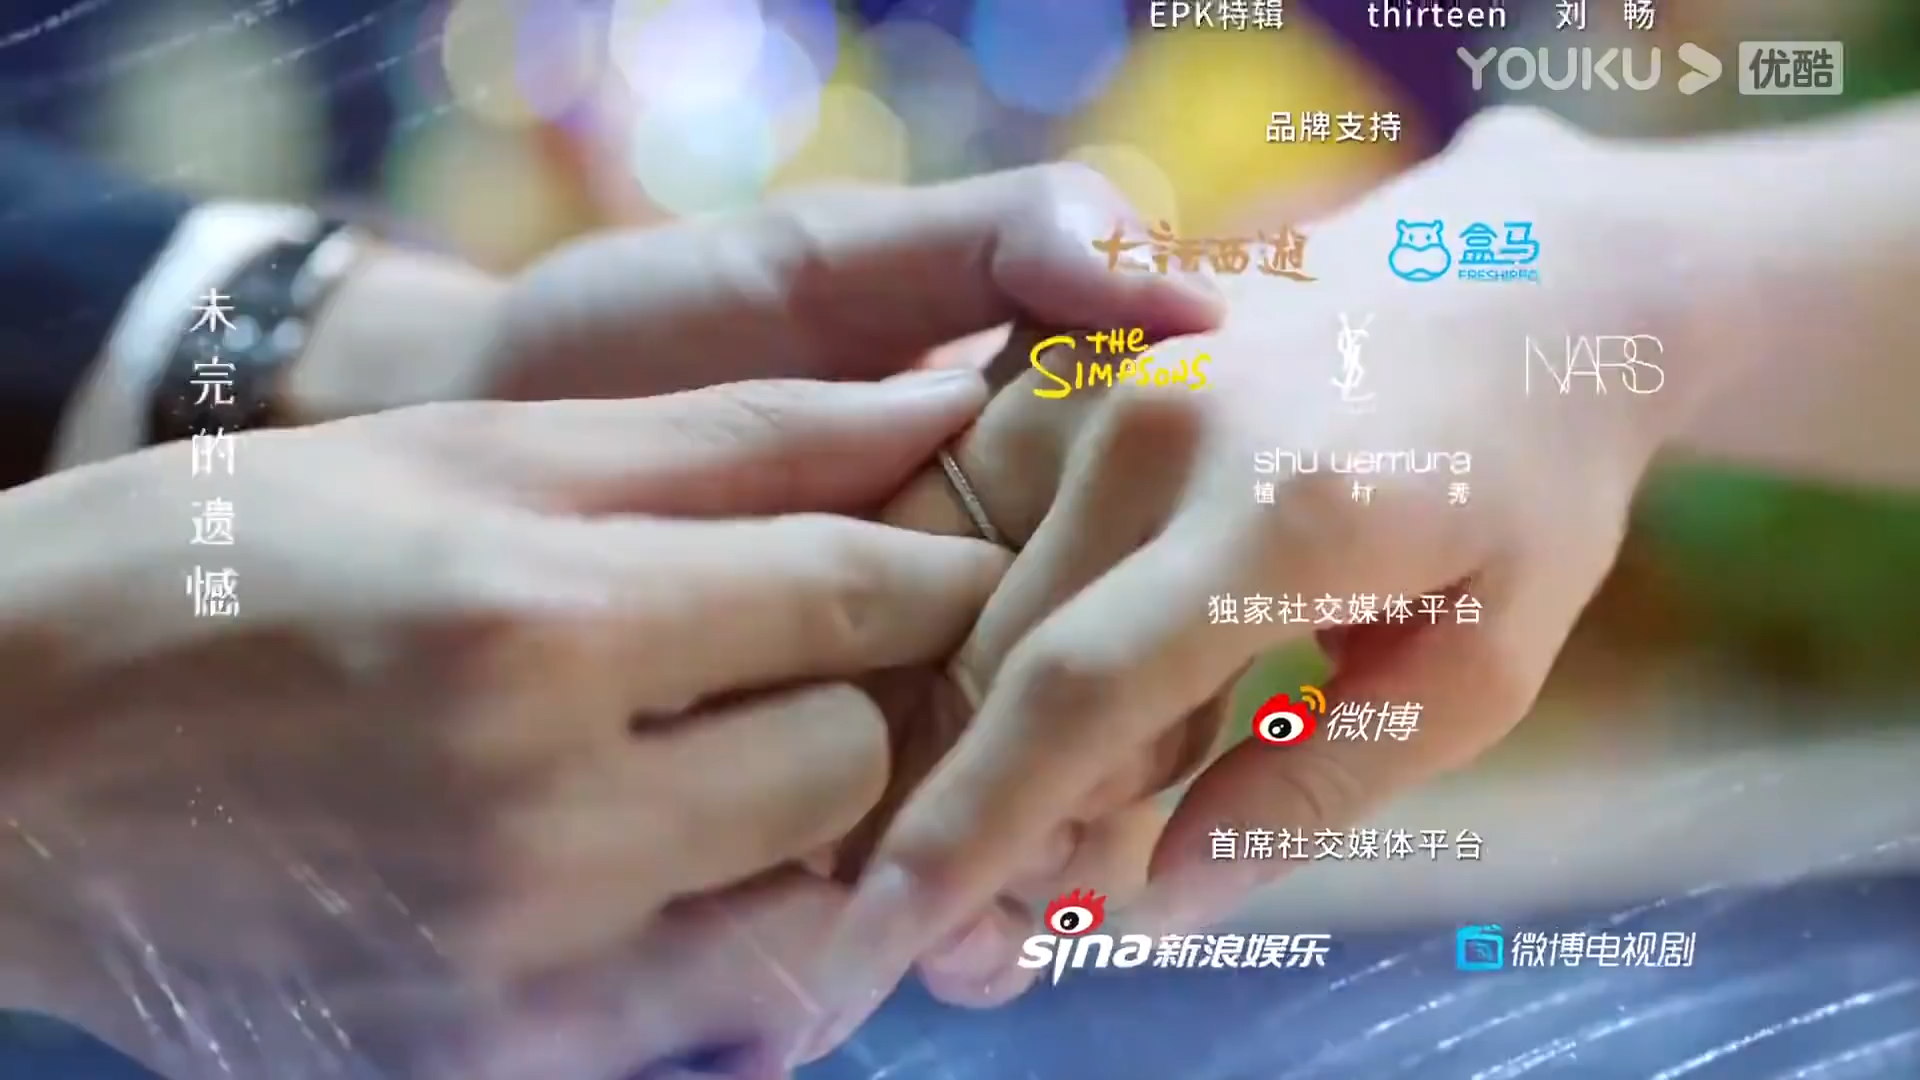 EPK特辑 thirteen 刘 畅
YOUKU 优酷
品牌支持
大话西遊
盒马
FRESHIPPO
THE
SIMPSONS
YSL
NARS
shu uemura
植村秀
未完的遗憾
独家社交媒体平台
微博
首席社交媒体平台
sina新浪娱乐
微博电视剧